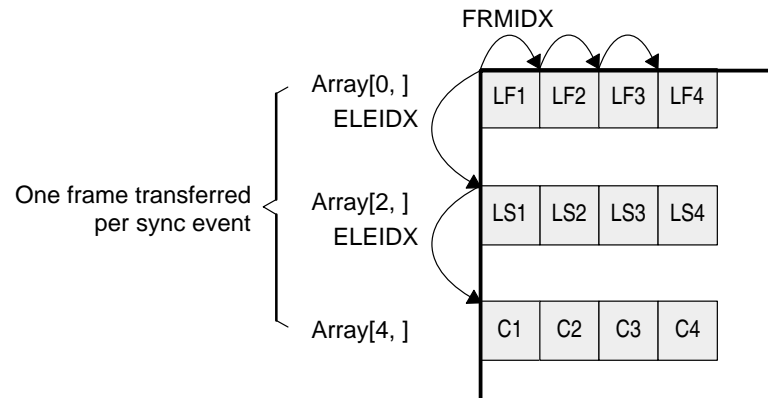 FRMIDX
Array[0, ]
LF1 LF2 LF3 LF4
ELEIDX
One frame transferred
per sync event
Array[2, ]
LS1 LS2 LS3 LS4
ELEIDX
Array[4, ]
C1 C2 C3 C4